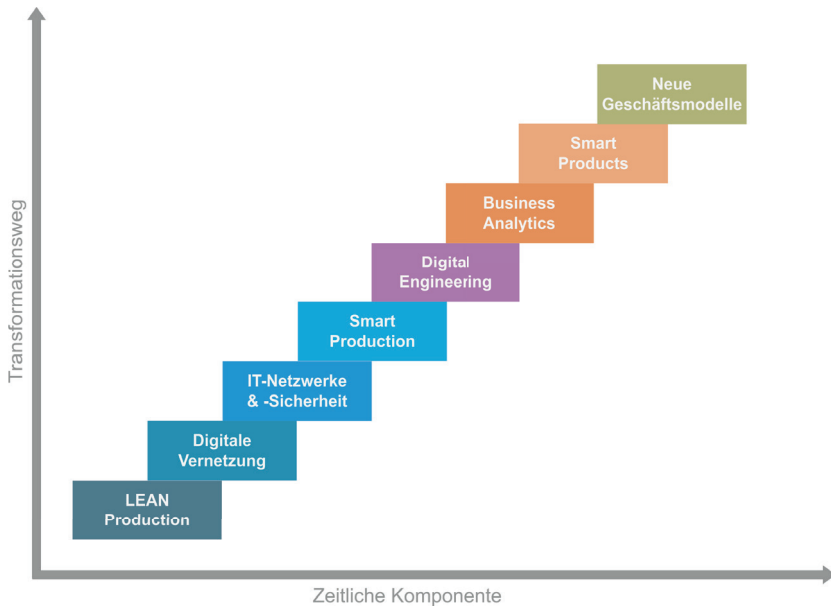 Neue
Geschäftsmodelle
Smart
Products
Business
Analytics
Digital
Engineering
Smart
Production
IT-Netzwerke
& -Sicherheit
Digitale
Vernetzung
LEAN
Production
Transformationsweg
Zeitliche Komponente